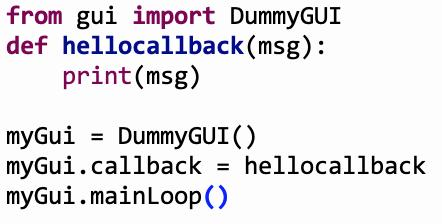 from gui import DummyGUI
def hellocallback(msg):
    print(msg)

myGui = DummyGUI()
myGui.callback = hellocallback
myGui.mainLoop()